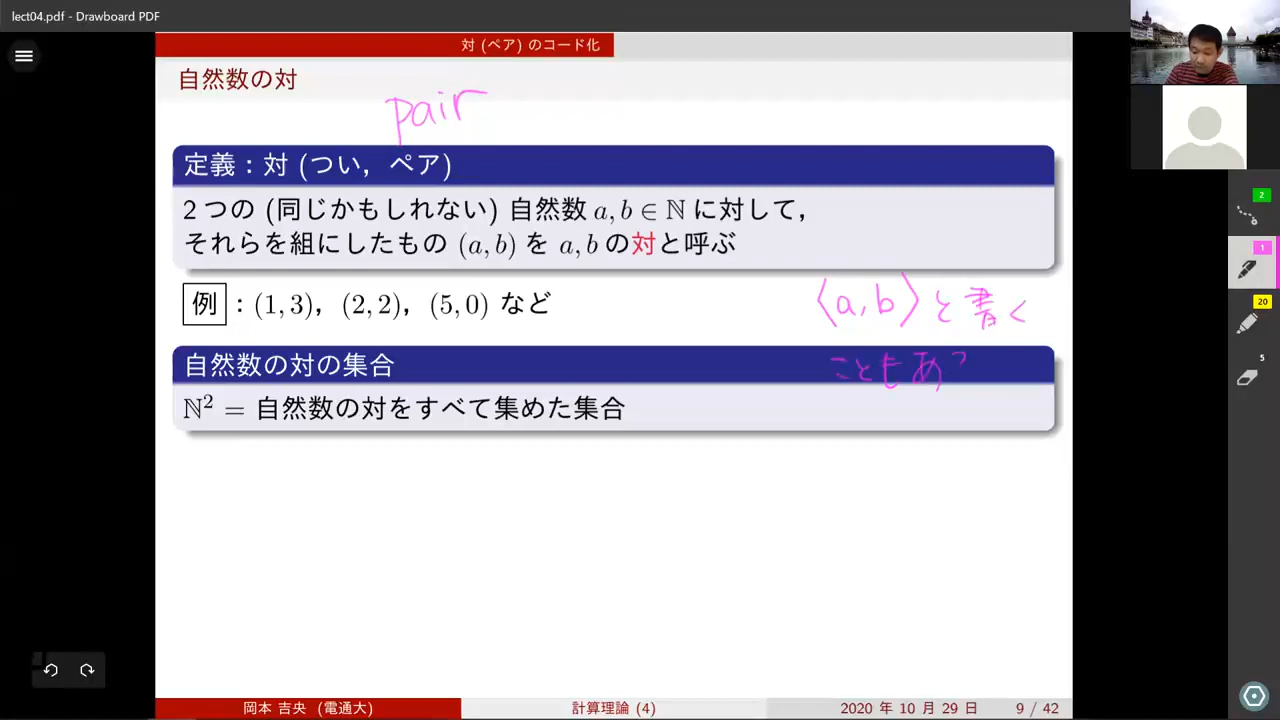 lect04.pdf - Drawboard PDF
対 (ペア) のコード化
自然数の対
pair
定義：対 (つい，ペア)
2 つの (同じかもしれない) 自然数 a, b ∈ ℕ に対して，
それらを組にしたもの (a, b) を a, b の対と呼ぶ
例：(1, 3)，(2, 2)，(5, 0) など
⟨a, b⟩ と書く
こともあ
自然数の対の集合
ℕ² = 自然数の対をすべて集めた集合
2
1
20
5
岡本 吉央 (電通大)
計算理論 (4)
2020 年 10 月 29 日
9 / 42